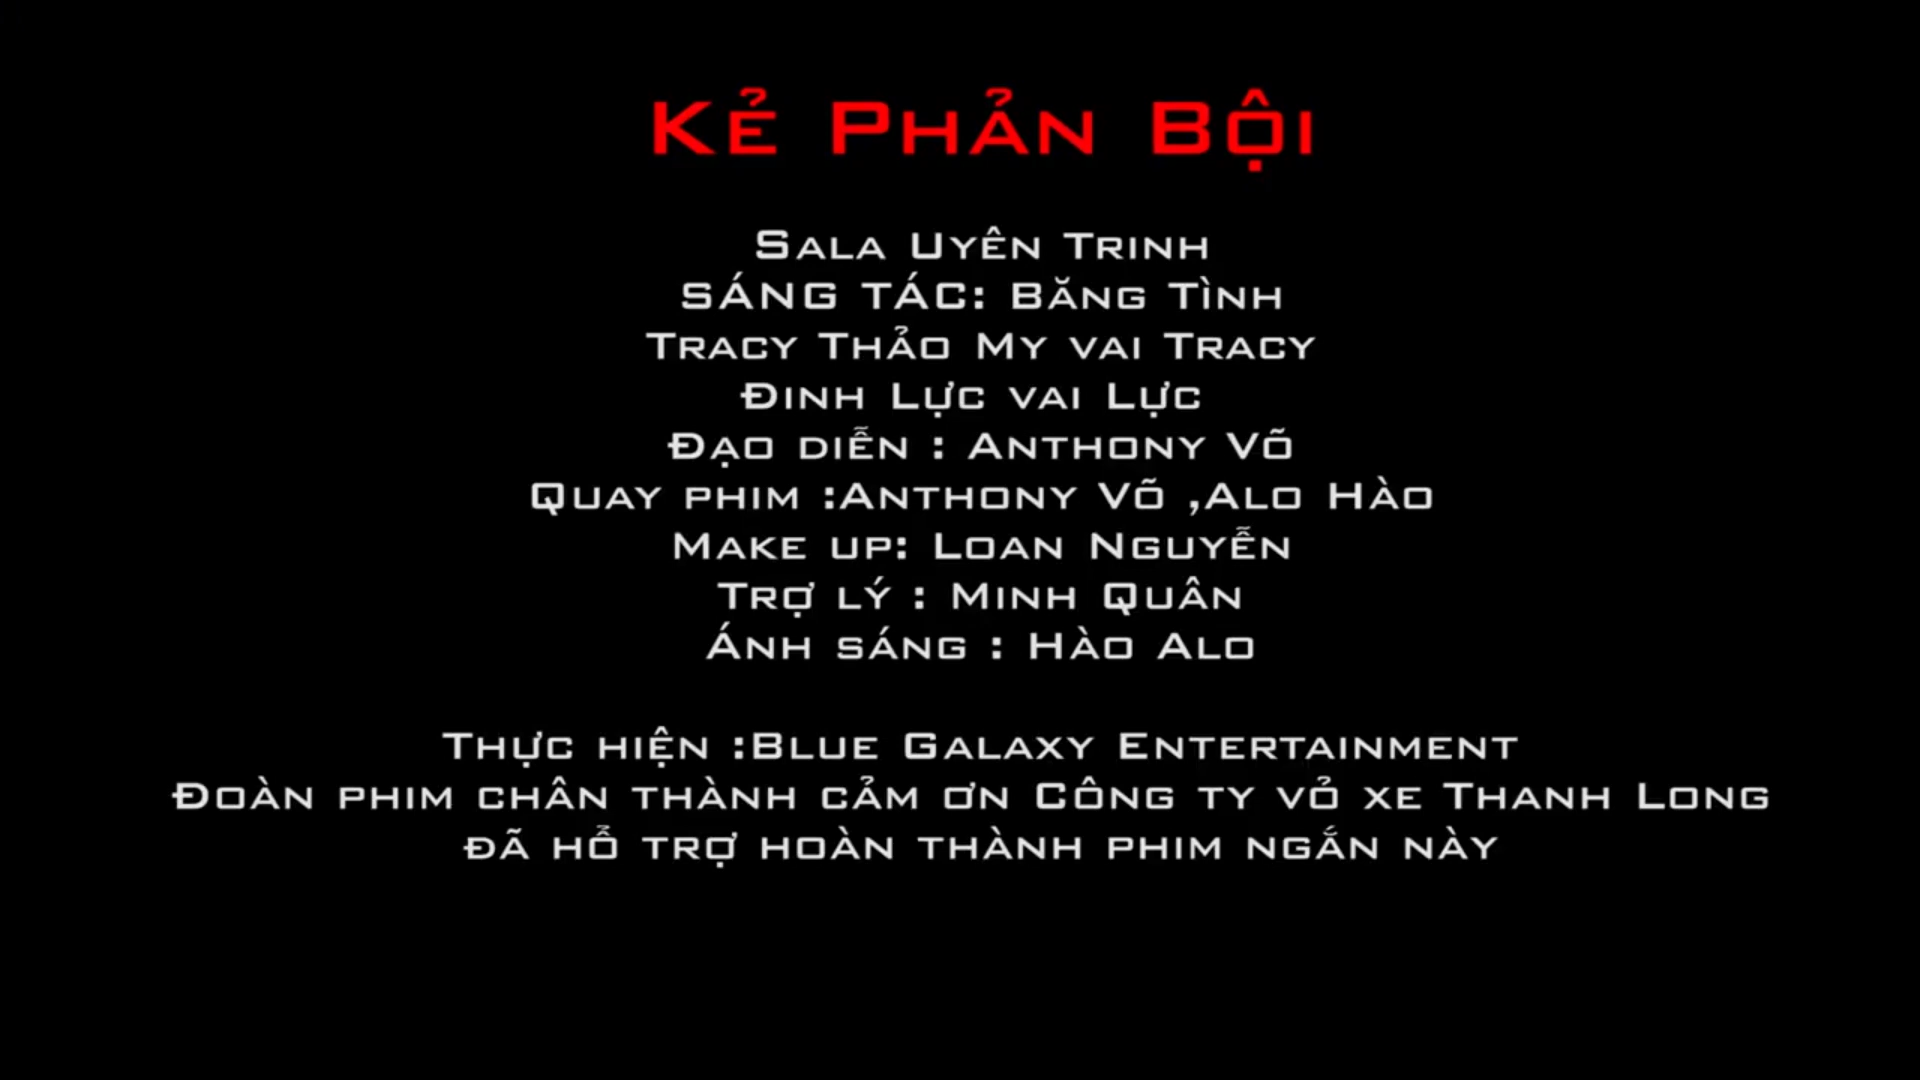 Kẻ Phản Bội
Sala Uyên Trinh
SÁNG TÁC: Băng Tình
Tracy Thảo My vai Tracy
Đinh Lực vai Lực
Đạo diễn : Anthony Võ
Quay phim :Anthony Võ ,Alo Hào
Make up: Loan Nguyễn
Trợ lý : Minh Quân
Ánh sáng : Hào Alo
Thực hiện :Blue Galaxy Entertainment
Đoàn phim chân thành cảm ơn Công ty vỏ xe Thanh Long
đã hổ trợ hoàn thành phim ngắn này